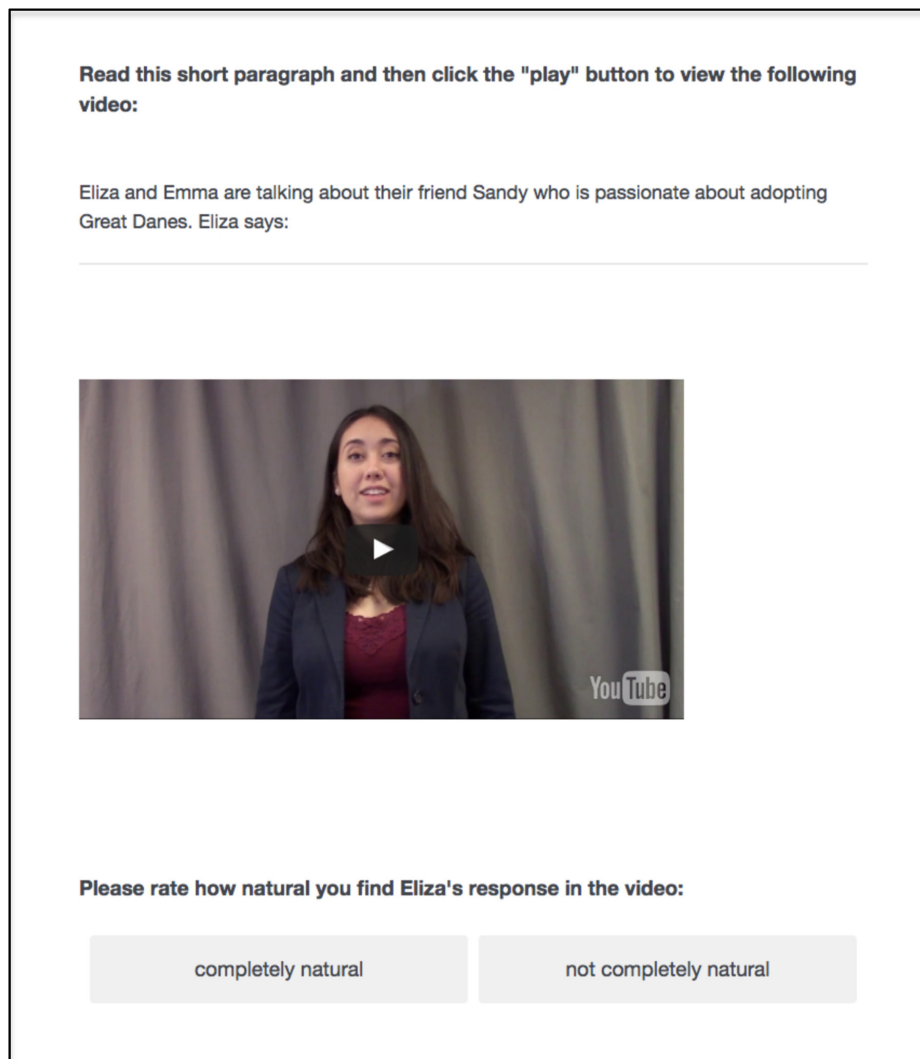 Read this short paragraph and then click the "play" button to view the following
video:
Eliza and Emma are talking about their friend Sandy who is passionate about adopting
Great Danes. Eliza says:
YouTube
Please rate how natural you find Eliza's response in the video:
completely natural
not completely natural